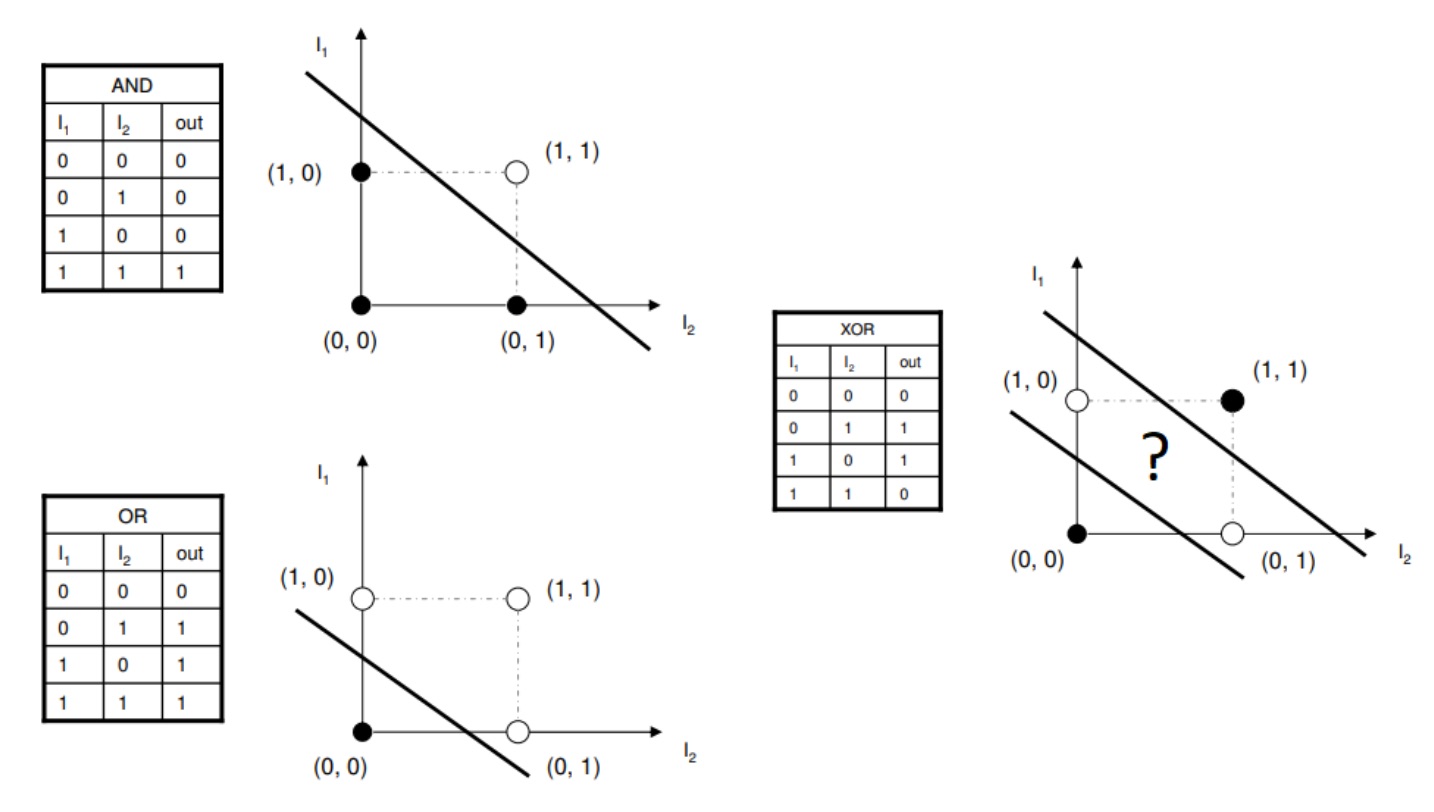 AND
I₁ I₂ out
0 0 0
0 1 0
1 0 0
1 1 1
I₁
(1, 1)
(1, 0)
(0, 0) (0, 1)
I₂
OR
I₁ I₂ out
0 0 0
0 1 1
1 0 1
1 1 1
I₁
(1, 0) (1, 1)
(0, 0) (0, 1)
I₂
XOR
I₁ I₂ out
0 0 0
0 1 1
1 0 1
1 1 0
I₁
(1, 0) (1, 1)
?
(0, 0) (0, 1)
I₂